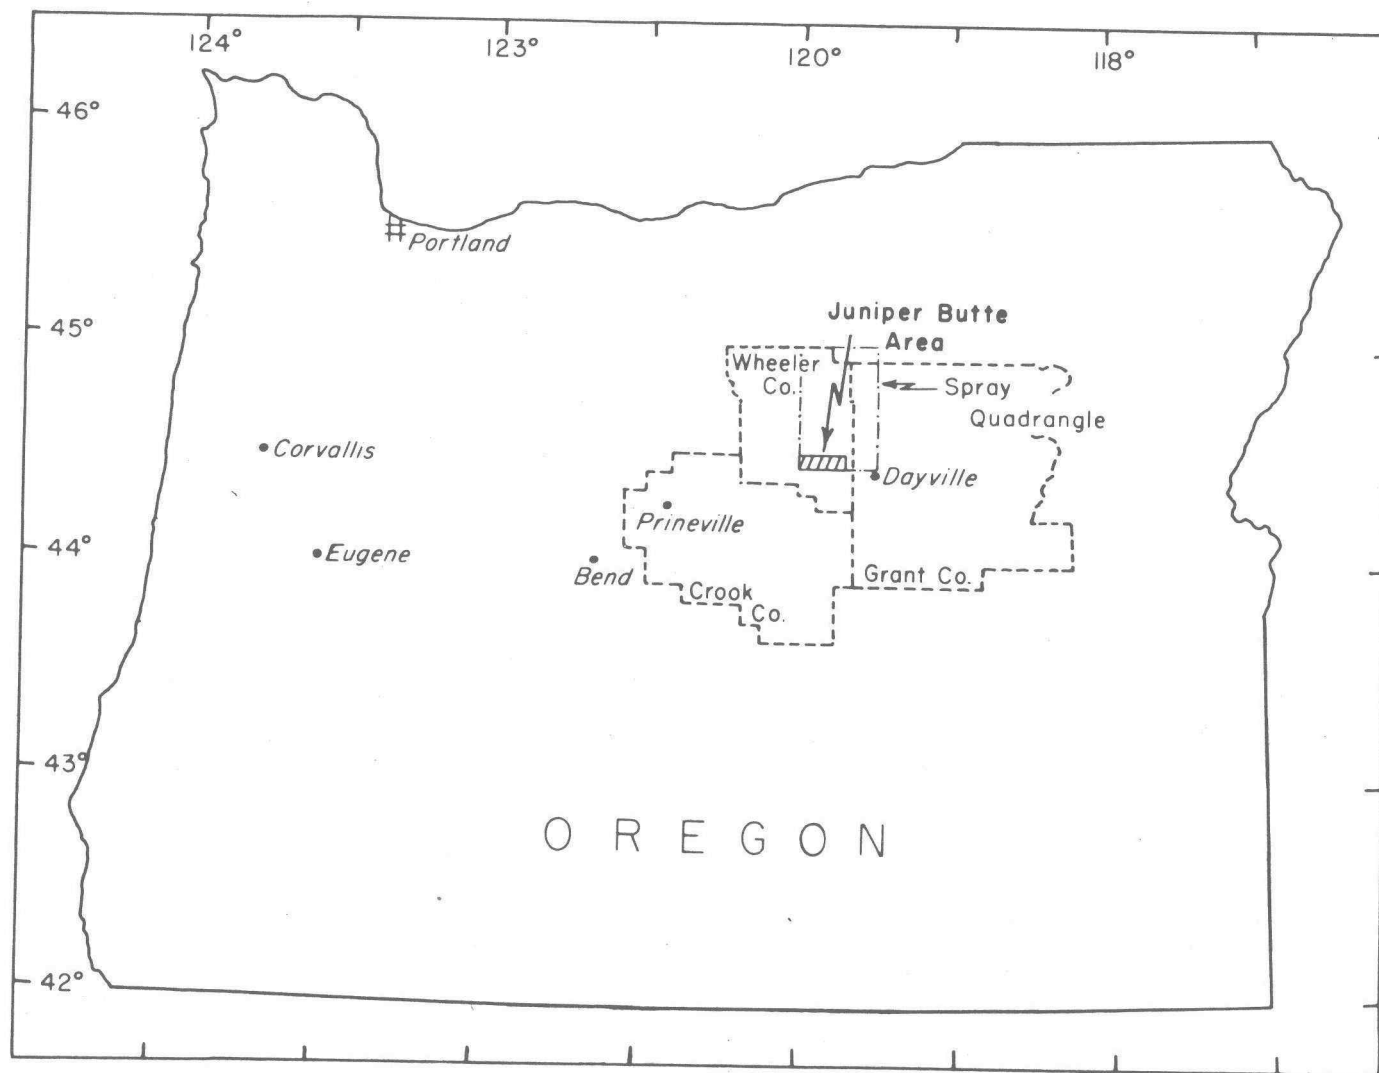 124° 123° 120° 118°
46°
Portland
45°
Juniper Butte
Area
Wheeler
Co.
Spray
Quadrangle
Corvallis
Dayville
Prineville
44°
Eugene
Bend
Grant Co.
Crook
Co.
43°
OREGON
42°